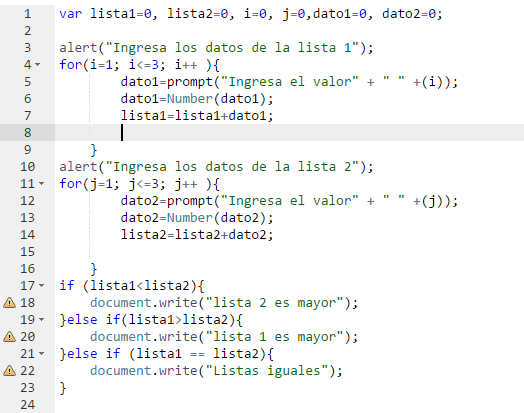 1 var lista1=0, lista2=0, i=0, j=0,dato1=0, dato2=0;
2
3 alert("Ingresa los datos de la lista 1");
4 for(i=1; i<=3; i++ ){
5 dato1=prompt("Ingresa el valor" + " " +(i));
6 dato1=Number(dato1);
7 lista1=lista1+dato1;
8
9 }
10 alert("Ingresa los datos de la lista 2");
11 for(j=1; j<=3; j++ ){
12 dato2=prompt("Ingresa el valor" + " " +(j));
13 dato2=Number(dato2);
14 lista2=lista2+dato2;
15
16 }
17 if (lista1<lista2){
18 document.write("lista 2 es mayor");
19 }else if(lista1>lista2){
20 document.write("lista 1 es mayor");
21 }else if (lista1 == lista2){
22 document.write("Listas iguales");
23 }
24